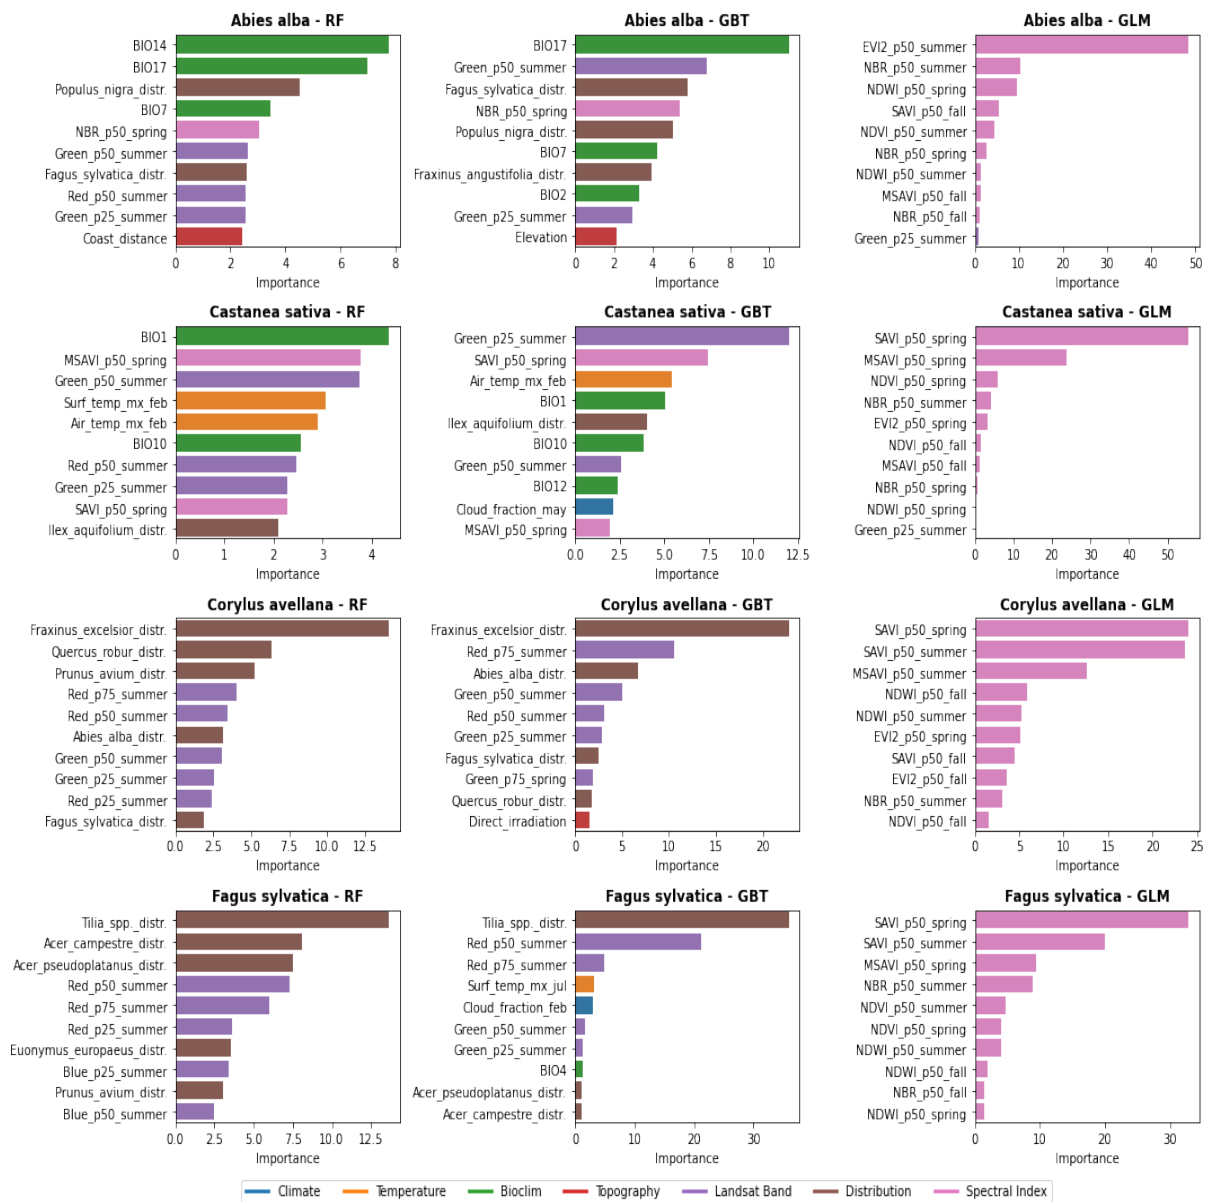 Abies alba - RF
BIO14
BIO17
Populus_nigra_distr.
BIO7
NBR_p50_spring
Green_p50_summer
Fagus_sylvatica_distr.
Red_p50_summer
Green_p25_summer
Coast_distance
0 2 4 6 8
Importance
Abies alba - GBT
BIO17
Green_p50_summer
Fagus_sylvatica_distr.
NBR_p50_spring
Populus_nigra_distr.
BIO7
Fraxinus_angustifolia_distr.
BIO2
Green_p25_summer
Elevation
0 2 4 6 8 10
Importance
Abies alba - GLM
EVI2_p50_summer
NBR_p50_summer
NDWI_p50_spring
SAVI_p50_fall
NDVI_p50_summer
NBR_p50_spring
NDWI_p50_summer
MSAVI_p50_fall
NBR_p50_fall
Green_p25_summer
0 10 20 30 40 50
Importance
Castanea sativa - RF
BIO1
MSAVI_p50_spring
Green_p50_summer
Surf_temp_mx_feb
Air_temp_mx_feb
BIO10
Red_p50_summer
Green_p25_summer
SAVI_p50_spring
Ilex_aquifolium_distr.
0 1 2 3 4
Importance
Castanea sativa - GBT
Green_p25_summer
SAVI_p50_spring
Air_temp_mx_feb
BIO1
Ilex_aquifolium_distr.
BIO10
Green_p50_summer
BIO12
Cloud_fraction_may
MSAVI_p50_spring
0.0 2.5 5.0 7.5 10.0 12.5
Importance
Castanea sativa - GLM
SAVI_p50_spring
MSAVI_p50_spring
NDVI_p50_spring
NBR_p50_summer
EVI2_p50_spring
NDVI_p50_fall
MSAVI_p50_fall
NBR_p50_spring
NDWI_p50_spring
Green_p25_summer
0 10 20 30 40 50
Importance
Corylus avellana - RF
Fraxinus_excelsior_distr.
Quercus_robur_distr.
Prunus_avium_distr.
Red_p75_summer
Red_p50_summer
Abies_alba_distr.
Green_p50_summer
Green_p25_summer
Red_p25_summer
Fagus_sylvatica_distr.
0.0 2.5 5.0 7.5 10.0 12.5
Importance
Corylus avellana - GBT
Fraxinus_excelsior_distr.
Red_p75_summer
Abies_alba_distr.
Green_p50_summer
Red_p50_summer
Green_p25_summer
Fagus_sylvatica_distr.
Green_p75_spring
Quercus_robur_distr.
Direct_irradiation
0 5 10 15 20
Importance
Corylus avellana - GLM
SAVI_p50_spring
SAVI_p50_summer
MSAVI_p50_summer
NDWI_p50_fall
NDWI_p50_summer
EVI2_p50_spring
SAVI_p50_fall
EVI2_p50_fall
NBR_p50_summer
NDVI_p50_fall
0 5 10 15 20 25
Importance
Fagus sylvatica - RF
Tilia_spp._distr.
Acer_campestre_distr.
Acer_pseudoplatanus_distr.
Red_p50_summer
Red_p75_summer
Red_p25_summer
Euonymus_europaeus_distr.
Blue_p25_summer
Prunus_avium_distr.
Blue_p50_summer
0.0 2.5 5.0 7.5 10.0 12.5
Importance
Fagus sylvatica - GBT
Tilia_spp._distr.
Red_p50_summer
Red_p75_summer
Surf_temp_mx_jul
Cloud_fraction_feb
Green_p50_summer
Green_p25_summer
BIO4
Acer_pseudoplatanus_distr.
Acer_campestre_distr.
0 10 20 30
Importance
Fagus sylvatica - GLM
SAVI_p50_spring
SAVI_p50_summer
MSAVI_p50_spring
NBR_p50_summer
NDVI_p50_summer
NDVI_p50_spring
NDWI_p50_summer
NDWI_p50_fall
NBR_p50_fall
NDWI_p50_spring
0 10 20 30
Importance
Climate Temperature Bioclim Topography Landsat Band Distribution Spectral Index